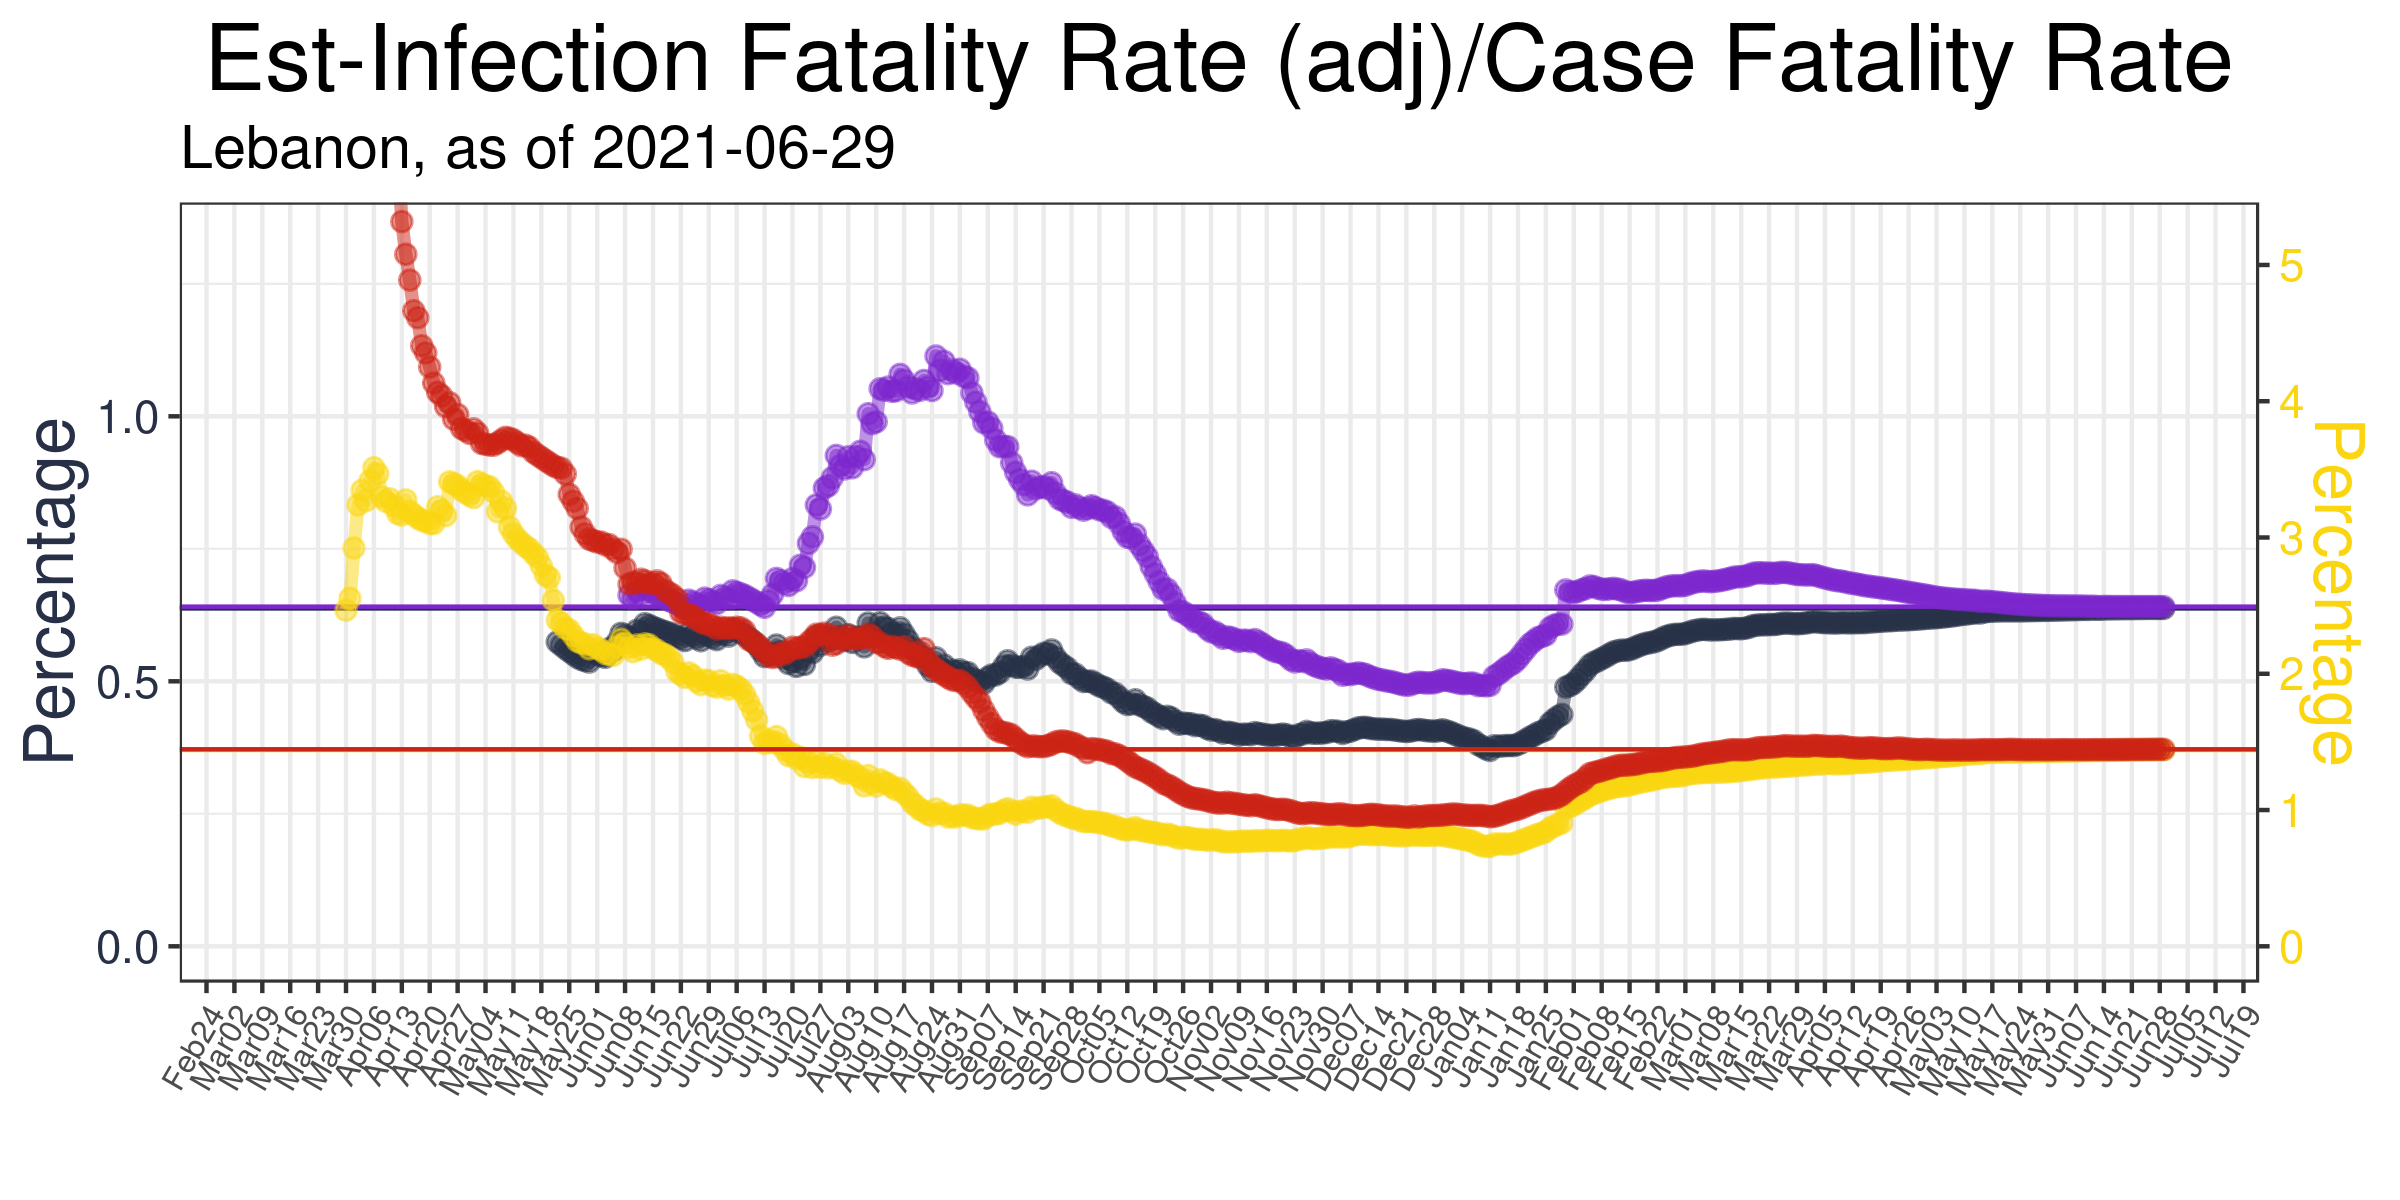 Est-Infection Fatality Rate (adj)/Case Fatality Rate
Lebanon, as of 2021-06-29
Percentage
1.0
0.5
0.0
5
4
3
2
1
0
Percentage
Feb24
Mar02
Mar09
Mar16
Mar23
Mar30
Apr06
Apr13
Apr20
Apr27
May04
May11
May18
May25
Jun01
Jun08
Jun15
Jun22
Jun29
Jul06
Jul13
Jul20
Jul27
Aug03
Aug10
Aug17
Aug24
Aug31
Sep07
Sep14
Sep21
Sep28
Oct05
Oct12
Oct19
Oct26
Nov02
Nov09
Nov16
Nov23
Nov30
Dec07
Dec14
Dec21
Dec28
Jan04
Jan11
Jan18
Jan25
Feb01
Feb08
Feb15
Feb22
Mar01
Mar08
Mar15
Mar22
Mar29
Apr05
Apr12
Apr19
Apr26
May03
May10
May17
May24
May31
Jun07
Jun14
Jun21
Jun28
Jul05
Jul12
Jul19